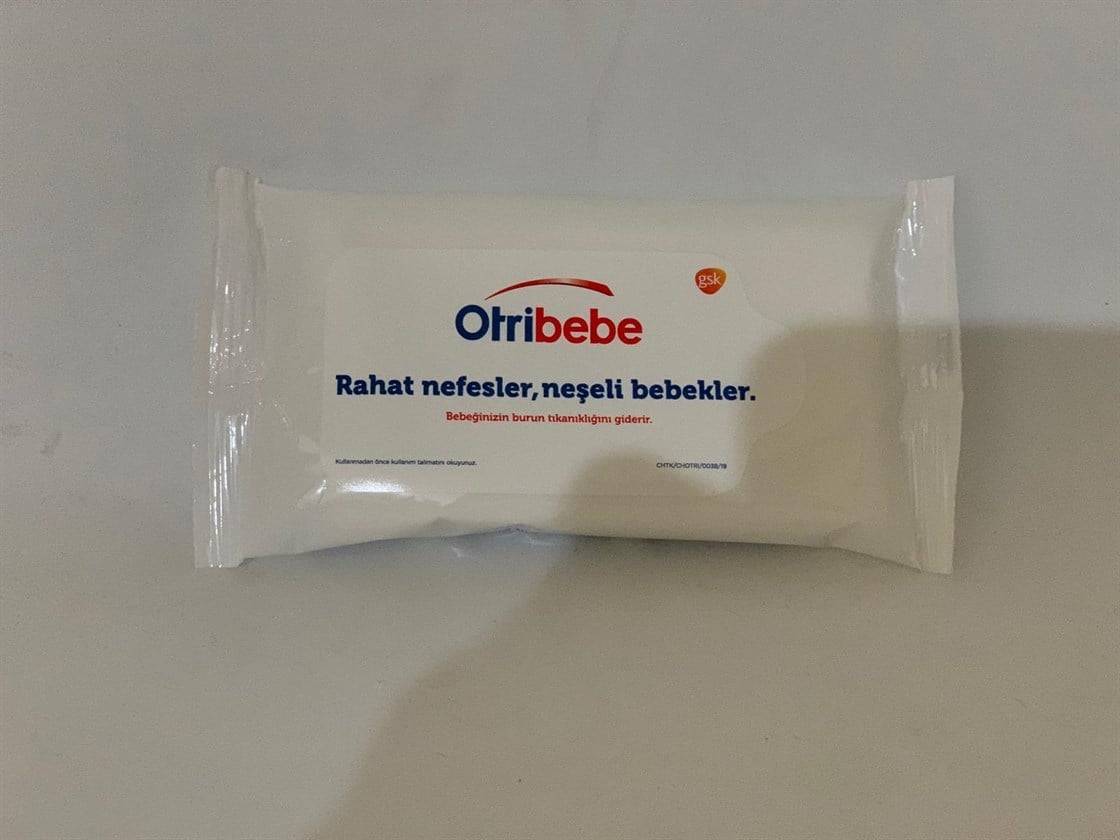 gsk
Otribebe
Rahat nefesler, neşeli bebekler.
Bebeğinizin burun tıkanıklığını giderir.
Kullanmadan önce kullanım talimatını okuyunuz.
CHTK/CHOTRI/0038/19